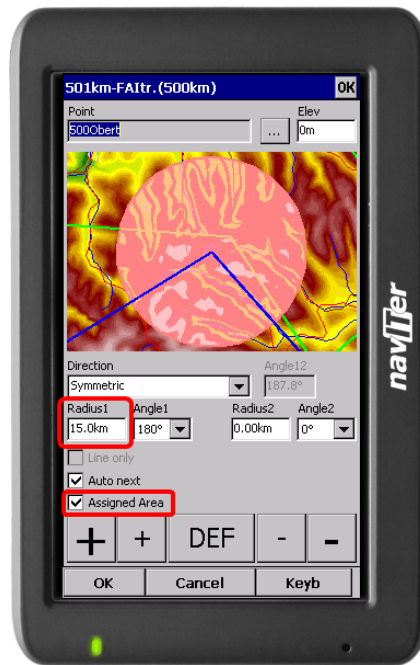 501km-FAItr.(500km) OK
Point Elev
500Obert ... 0m
Direction Angle12
Symmetric 187.8°
Radius1 Angle1 Radius2 Angle2
15.0km 180° 0.00km 0°
Line only
Auto next
Assigned Area
+ + DEF - -
OK Cancel Keyb
naviter